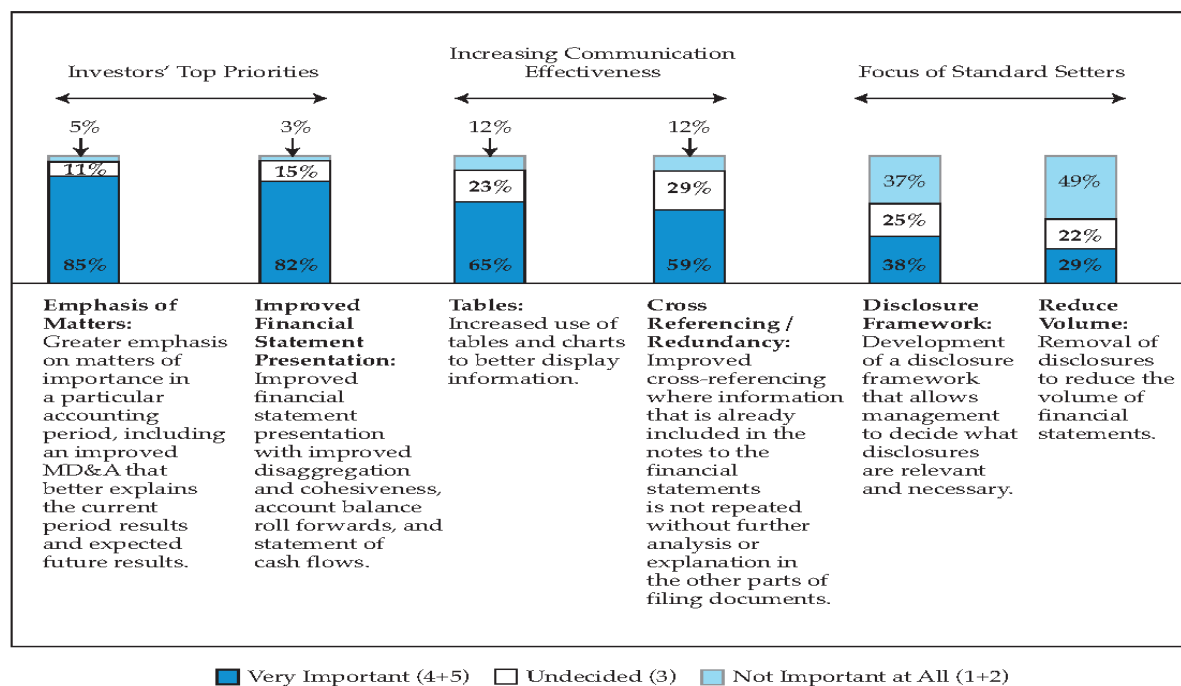 Investors' Top Priorities
Increasing Communication
Effectiveness
Focus of Standard Setters
5%
3%
12%
12%
11%
15%
23%
29%
37%
25%
49%
22%
85%
82%
65%
59%
38%
29%
Emphasis of
Matters:
Greater emphasis
on matters of
importance in
a particular
accounting
period, including
an improved
MD&A that
better explains
the current
period results
and expected
future results.
Improved
Financial
Statement
Presentation:
Improved
financial
statement
presentation
with improved
disaggregation
and cohesiveness,
account balance
roll forwards, and
statement of
cash flows.
Tables:
Increased use of
tables and charts
to better display
information.
Cross
Referencing/
Redundancy:
Improved
cross-referencing
where information
that is already
included in the
notes to the
financial
statements
is not repeated
without further
analysis or
explanation in
the other parts of
filing documents.
Disclosure
Framework:
Development
of a disclosure
framework
that allows
management
to decide what
disclosures
are relevant
and necessary.
Reduce
Volume:
Removal of
disclosures
to reduce the
volume of
financial
statements.
Very Important (4+5)
Undecided (3)
Not Important at All (1+2)